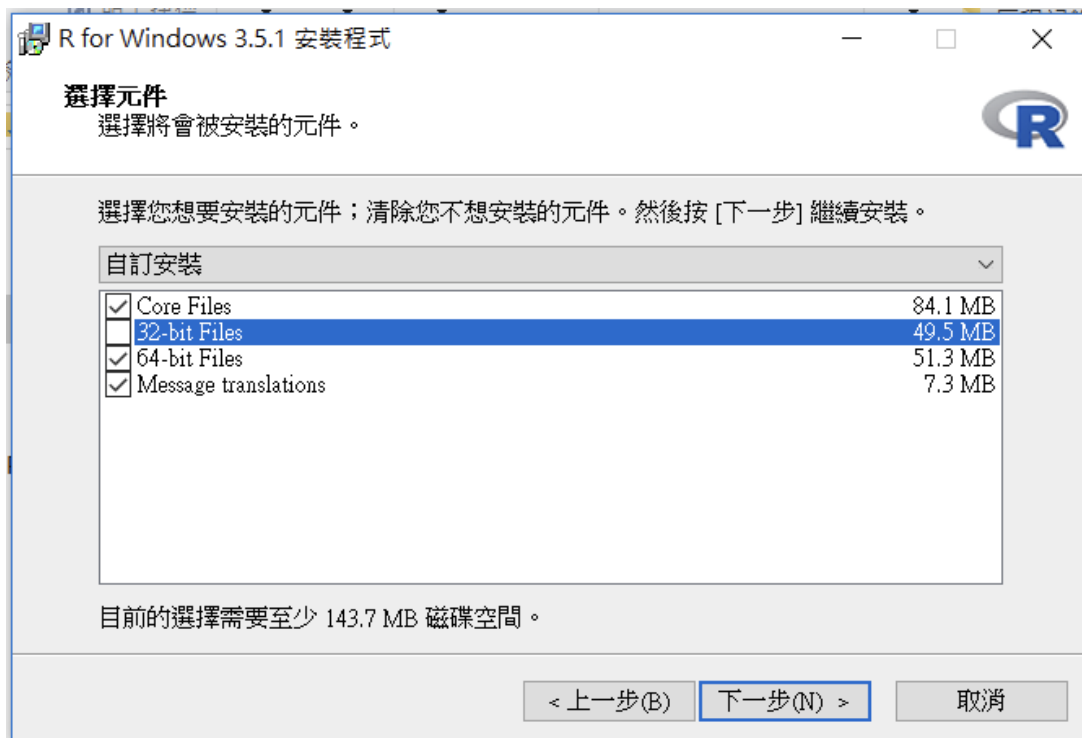 R for Windows 3.5.1 安裝程式
選擇元件
選擇將會被安裝的元件。
R
選擇您想要安裝的元件；清除您不想安裝的元件。然後按 [下一步] 繼續安裝。
自訂安裝
Core Files 84.1 MB
32-bit Files 49.5 MB
64-bit Files 51.3 MB
Message translations 7.3 MB
目前的選擇需要至少 143.7 MB 磁碟空間。
< 上一步(B) 下一步(N) > 取消